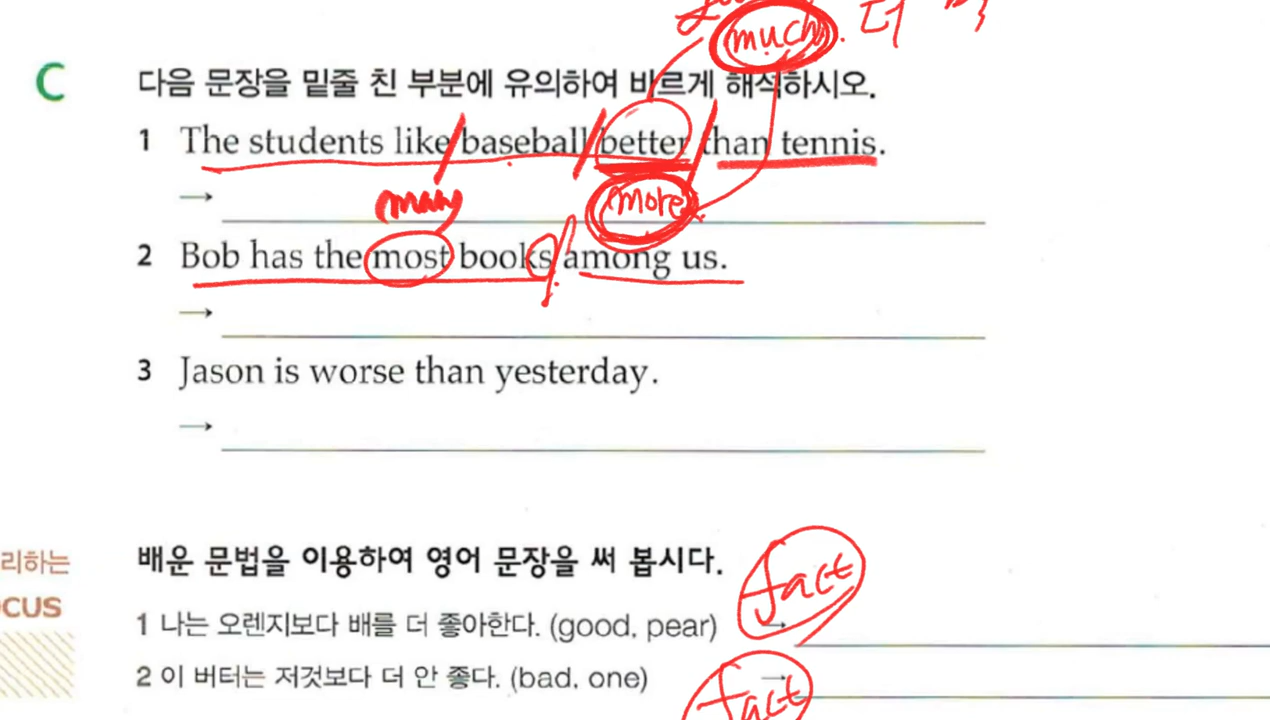 much. 더
C 다음 문장을 밑줄 친 부분에 유의하여 바르게 해석하시오.
1 The students like baseball better than tennis.
→ many more
2 Bob has the most books among us.
→
3 Jason is worse than yesterday.
→
리하는 배운 문법을 이용하여 영어 문장을 써 봅시다.
OCUS
fact
1 나는 오렌지보다 배를 더 좋아한다. (good, pear) →
2 이 버터는 저것보다 더 안 좋다. (bad, one) →
fact